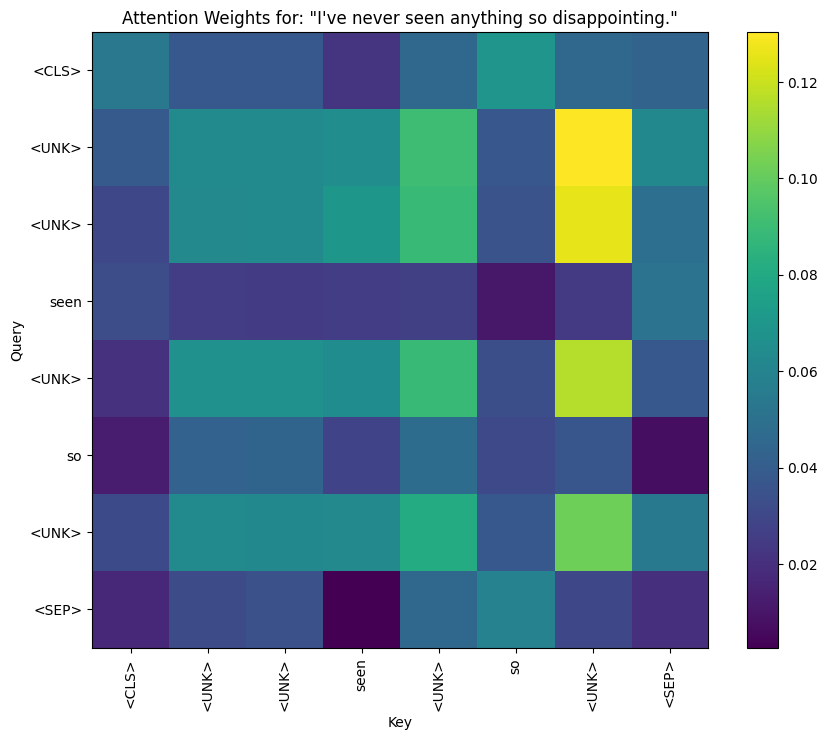 Attention Weights for: "I've never seen anything so disappointing."
<CLS>
<UNK>
<UNK>
seen
<UNK>
so
<UNK>
<SEP>
Query
<CLS>
<UNK>
<UNK>
seen
<UNK>
so
<UNK>
<SEP>
Key
0.12
0.10
0.08
0.06
0.04
0.02